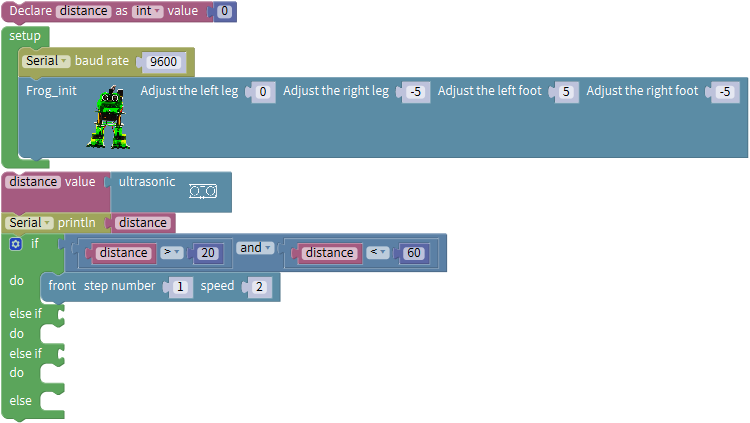 Declare distance as int value 0
setup
Serial baud rate 9600
Frog_init Adjust the left leg 0 Adjust the right leg -5 Adjust the left foot 5 Adjust the right foot -5
distance value ultrasonic
Serial println distance
if distance > 20 and distance < 60
do front step number 1 speed 2
else if
do
else if
do
else